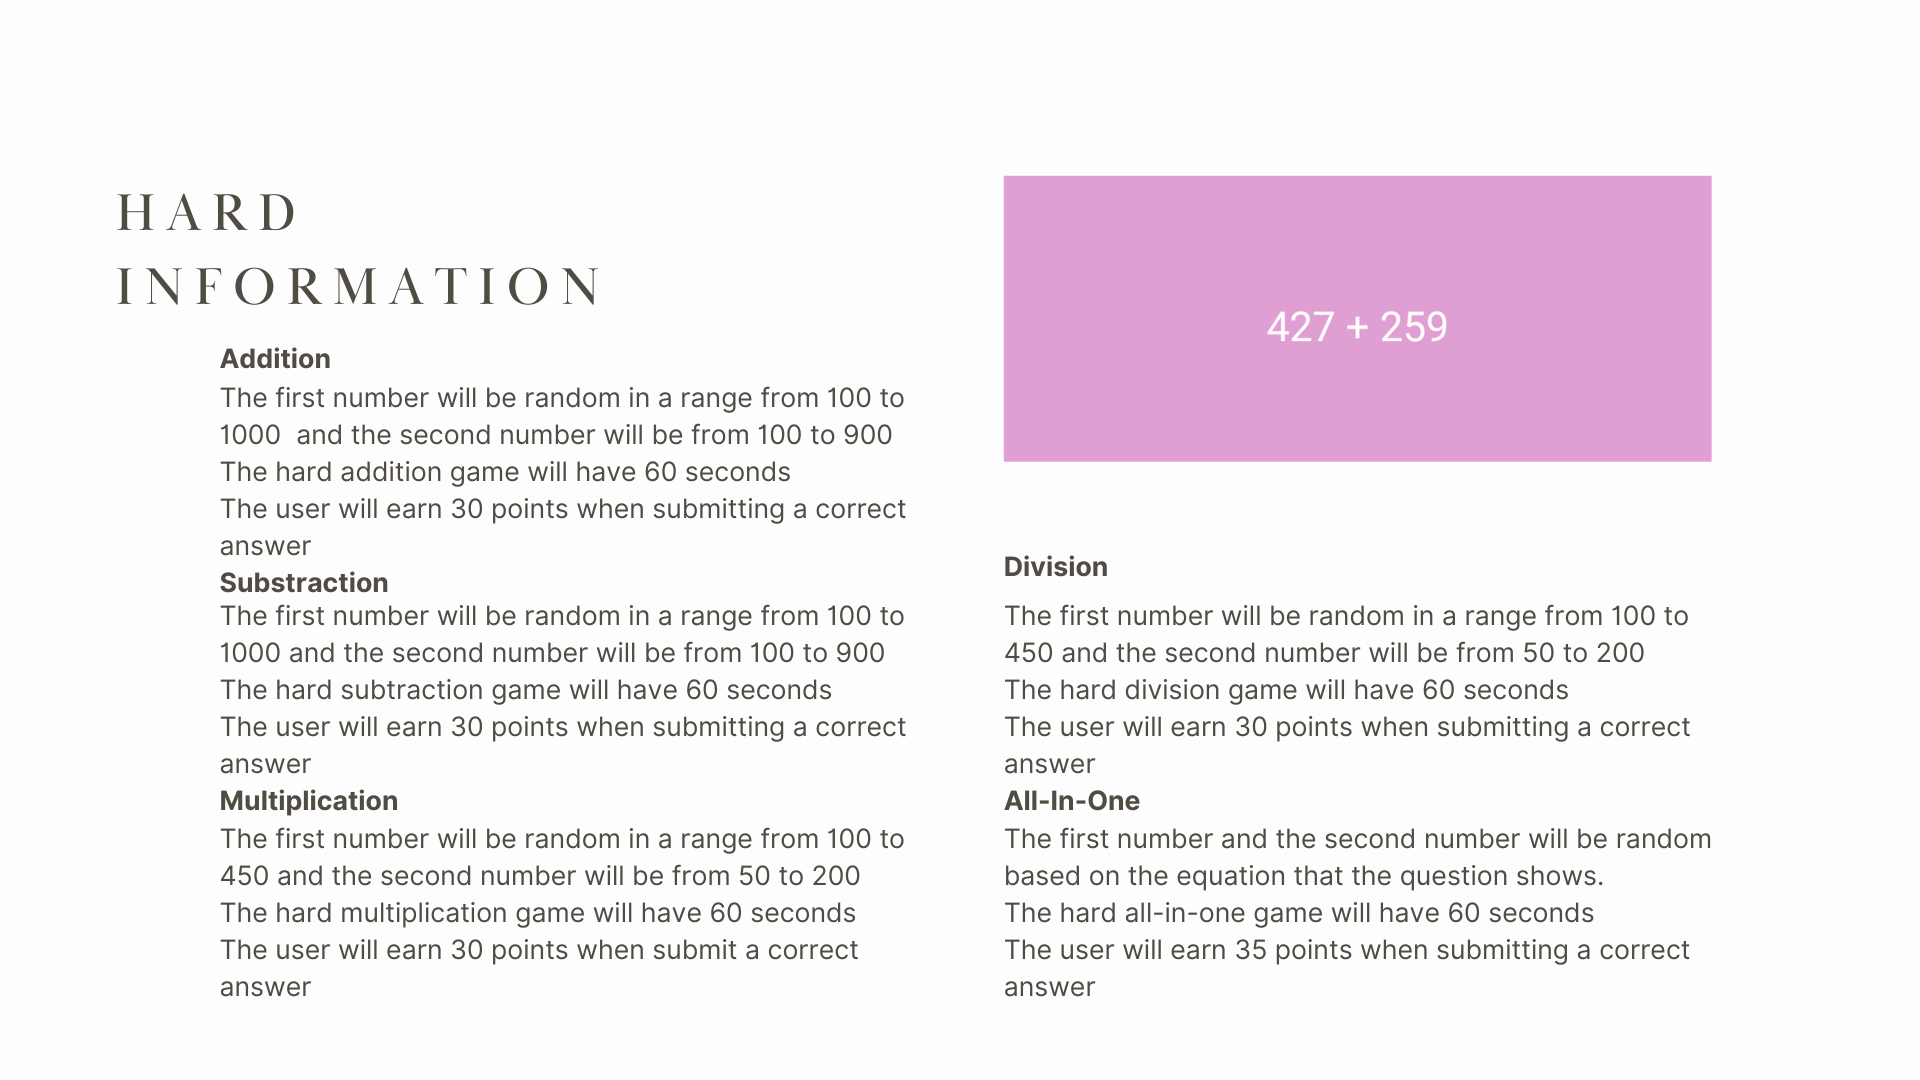 HARD
INFORMATION
Addition
The first number will be random in a range from 100 to
1000  and the second number will be from 100 to 900
The hard addition game will have 60 seconds
The user will earn 30 points when submitting a correct
answer
Substraction
The first number will be random in a range from 100 to
1000 and the second number will be from 100 to 900
The hard subtraction game will have 60 seconds
The user will earn 30 points when submitting a correct
answer
Multiplication
The first number will be random in a range from 100 to
450 and the second number will be from 50 to 200
The hard multiplication game will have 60 seconds
The user will earn 30 points when submit a correct
answer
427 + 259
Division
The first number will be random in a range from 100 to
450 and the second number will be from 50 to 200
The hard division game will have 60 seconds
The user will earn 30 points when submitting a correct
answer
All-In-One
The first number and the second number will be random
based on the equation that the question shows.
The hard all-in-one game will have 60 seconds
The user will earn 35 points when submitting a correct
answer